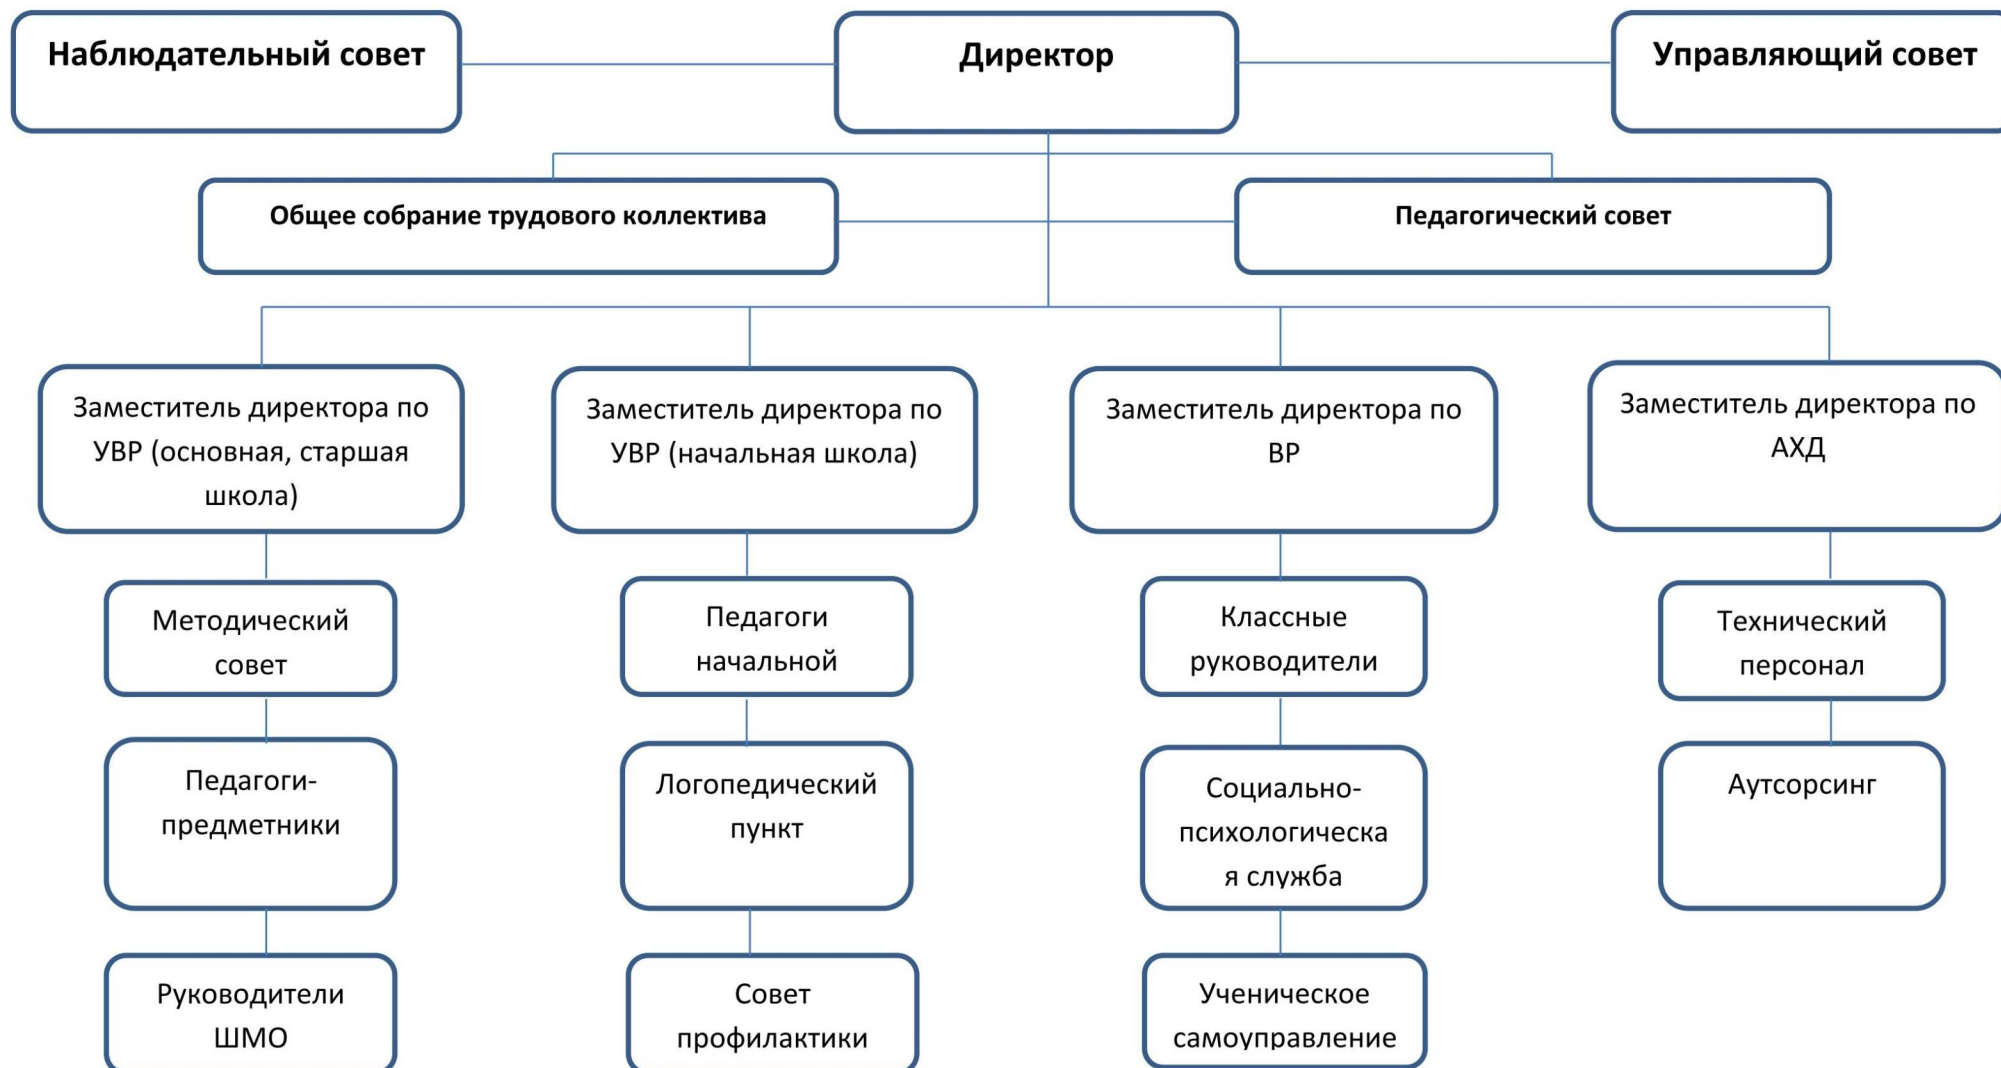 Наблюдательный совет
Директор
Управляющий совет
Общее собрание трудового коллектива
Педагогический совет
Заместитель директора по
УВР (основная, старшая
школа)
Заместитель директора по
УВР (начальная школа)
Заместитель директора по
ВР
Заместитель директора по
АХД
Методический
совет
Педагоги
начальной
Классные
руководители
Технический
персонал
Педагоги-
предметники
Логопедический
пункт
Социально-
психологическа
я служба
Аутсорсинг
Руководители
ШМО
Совет
профилактики
Ученическое
самоуправление